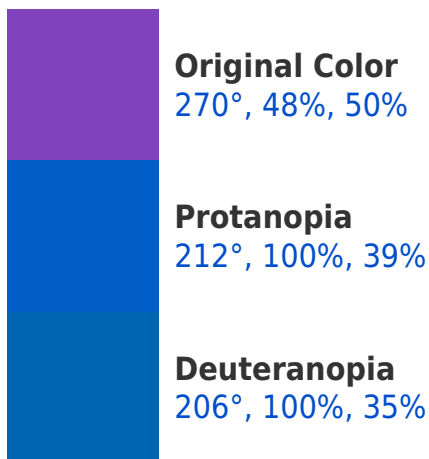 Original Color
270°, 48%, 50%
Protanopia
212°, 100%, 39%
Deuteranopia
206°, 100%, 35%